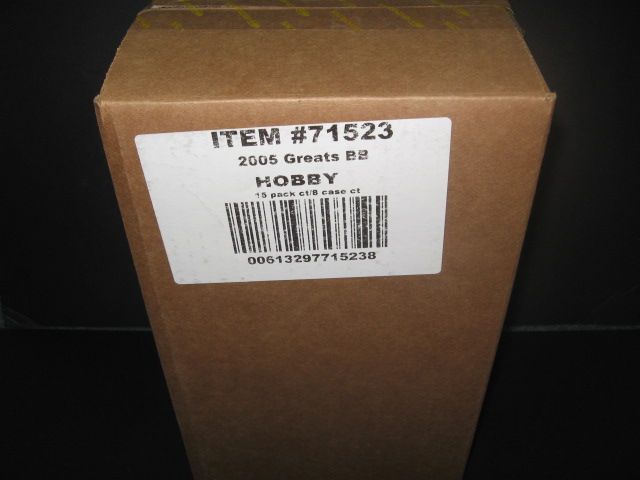 ITEM #71523
2005 Greats BB
HOBBY
15 pack ct/8 case ct
00613297715238